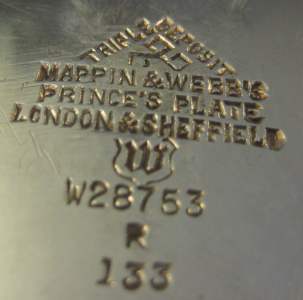 TRIPLE DEPOSIT
MAPPIN & WEBB'S
PRINCE'S PLATE
LONDON & SHEFFIELD
W
W28753
R
133